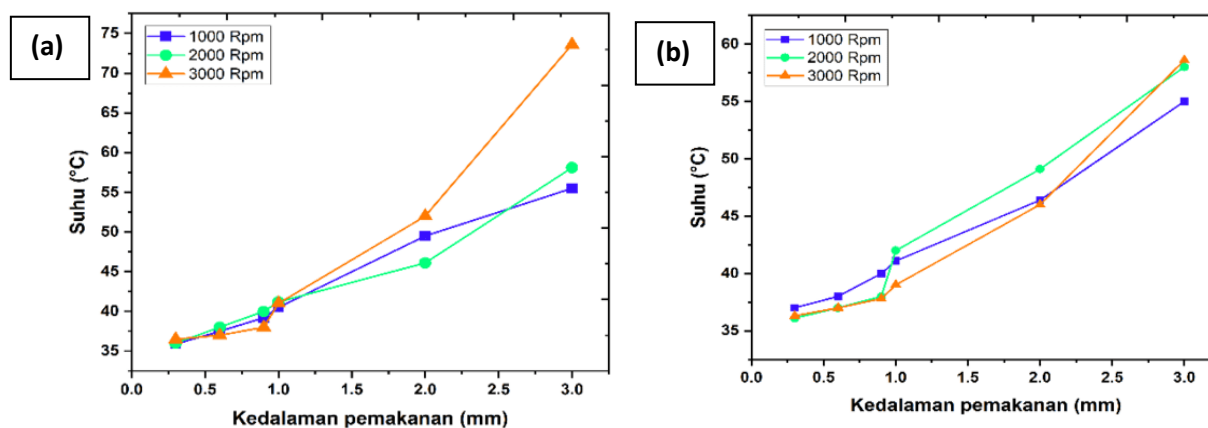 (a)
1000 Rpm
2000 Rpm
3000 Rpm
Suhu (°C)
75
70
65
60
55
50
45
40
35
0.0 0.5 1.0 1.5 2.0 2.5 3.0
Kedalaman pemakanan (mm)
(b)
1000 Rpm
2000 Rpm
3000 Rpm
Suhu (°C)
60
55
50
45
40
35
0.0 0.5 1.0 1.5 2.0 2.5 3.0
Kedalaman pemakanan (mm)